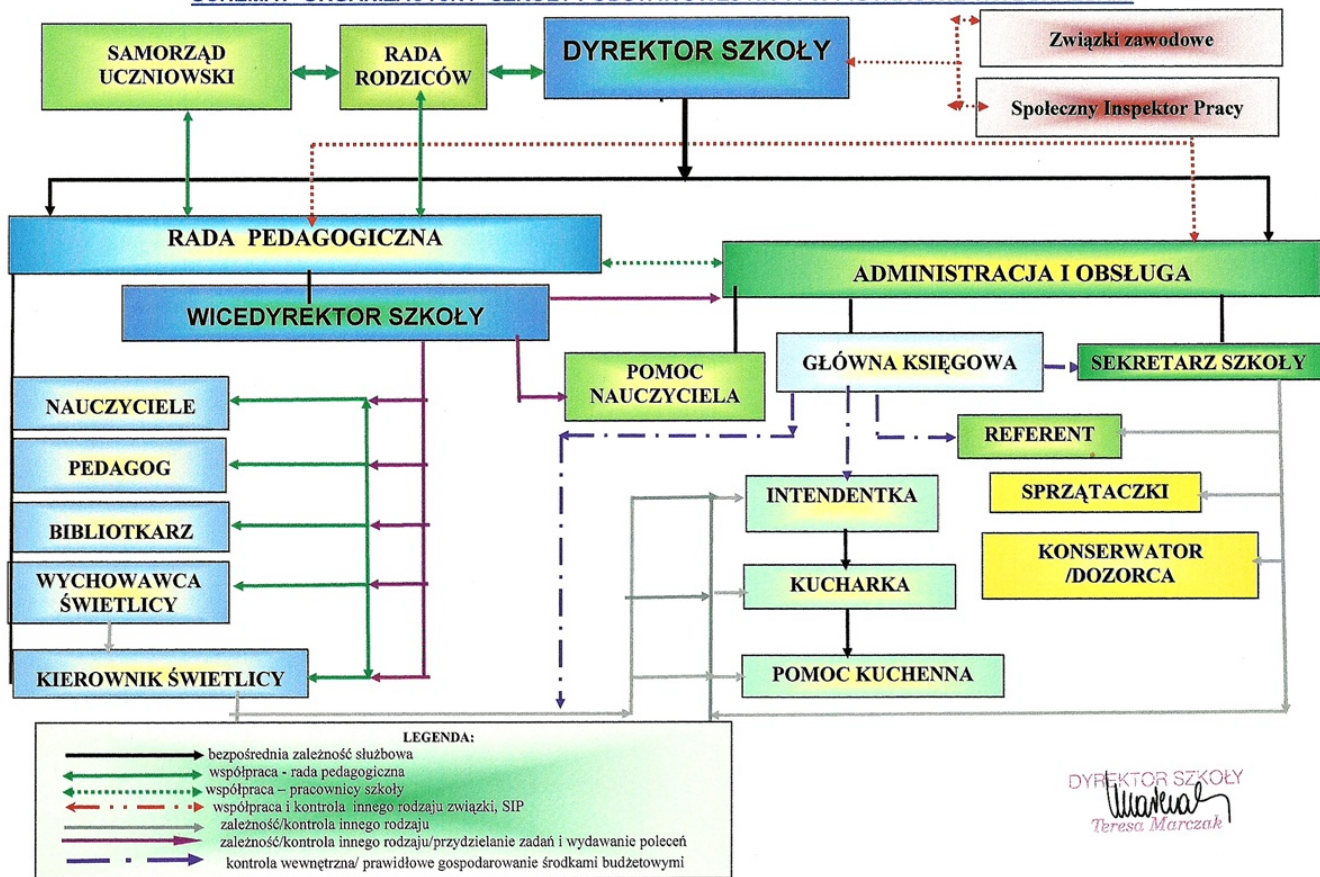 DYREKTOR SZKOŁY
SAMORZĄD
UCZNIOWSKI
RADA
RODZICÓW
Związki zawodowe
Społeczny Inspektor Pracy
RADA PEDAGOGICZNA
ADMINISTRACJA I OBSŁUGA
WICEDYREKTOR SZKOŁY
POMOC
NAUCZYCIELA
GŁÓWNA KSIĘGOWA
SEKRETARZ SZKOŁY
NAUCZYCIELE
REFERENT
PEDAGOG
INTENDENTKA
SPRZĄTACZKI
BIBLIOTKARZ
KONSERWATOR
/DOZORCA
WYCHOWAWCA
ŚWIETLICY
KUCHARKA
KIEROWNIK ŚWIETLICY
POMOC KUCHENNA
LEGENDA:
bezpośrednia zależność służbowa
współpraca - rada pedagogiczna
współpraca – pracownicy szkoły
współpraca i kontrola innego rodzaju związki, SIP
zależność/kontrola innego rodzaju
zależność/kontrola innego rodzaju/przydzielanie zadań i wydawanie poleceń
kontrola wewnętrzna/ prawidłowe gospodarowanie środkami budżetowymi
DYREKTOR SZKOŁY
Teresa Marczak